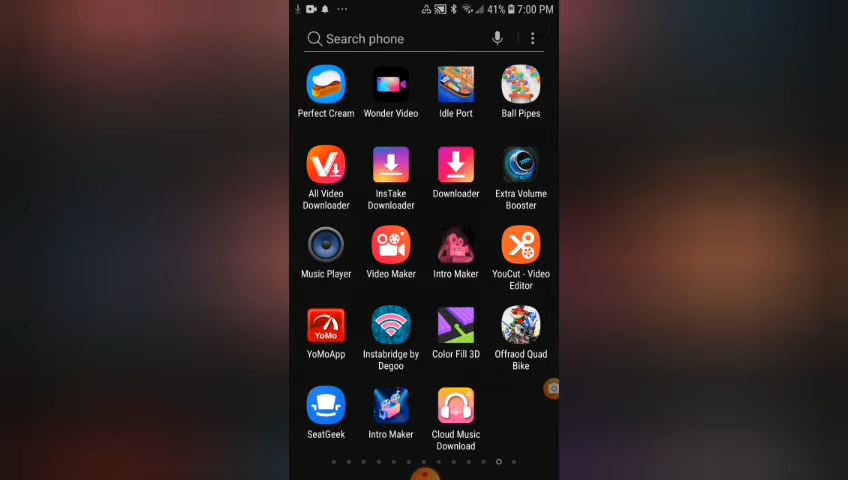 41% 7:00 PM
Search phone
Perfect Cream
Wonder Video
Idle Port
Ball Pipes
All Video
Downloader
InsTake
Downloader
Downloader
Extra Volume
Booster
Music Player
Video Maker
Intro Maker
YouCut - Video
Editor
YoMo
YoMoApp
Instabridge by
Degoo
Color Fill 3D
Offraod Quad
Bike
SeatGeek
Intro Maker
Cloud Music
Download